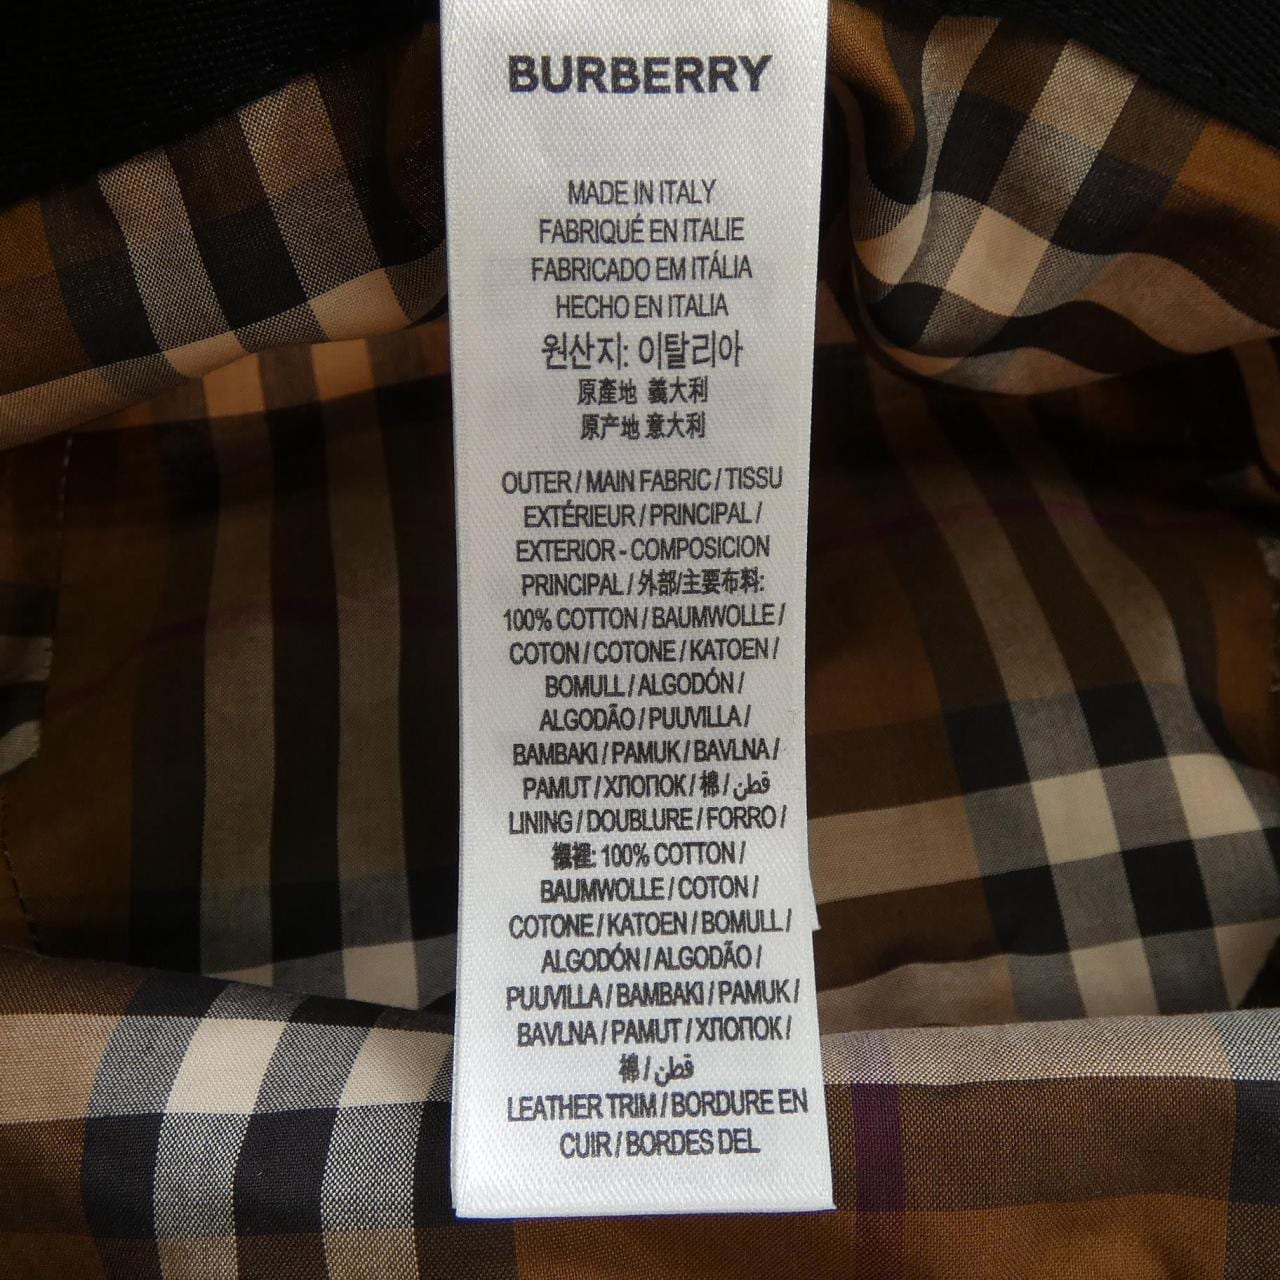 BURBERRY
MADE IN ITALY
FABRIQUÉ EN ITALIE
FABRICADO EM ITÁLIA
HECHO EN ITALIA
원산지: 이탈리아
原產地 義大利
原产地 意大利
OUTER / MAIN FABRIC / TISSU
EXTÉRIEUR / PRINCIPAL /
EXTERIOR - COMPOSICION
PRINCIPAL / 外部/主要布料:
100% COTTON / BAUMWOLLE /
COTON / COTONE / KATOEN /
BOMULL / ALGODÓN /
ALGODÃO / PUUVILLA /
BAMBAKI / PAMUK / BAVLNA /
PAMUT / ХЛОПОК / 棉 / قطن
LINING / DOUBLURE / FORRO /
襯裡: 100% COTTON /
BAUMWOLLE / COTON /
COTONE / KATOEN / BOMULL /
ALGODÓN / ALGODÃO /
PUUVILLA / BAMBAKI / PAMUK /
BAVLNA / PAMUT / ХЛОПОК /
棉 / قطن
LEATHER TRIM / BORDURE EN
CUIR / BORDES DEL